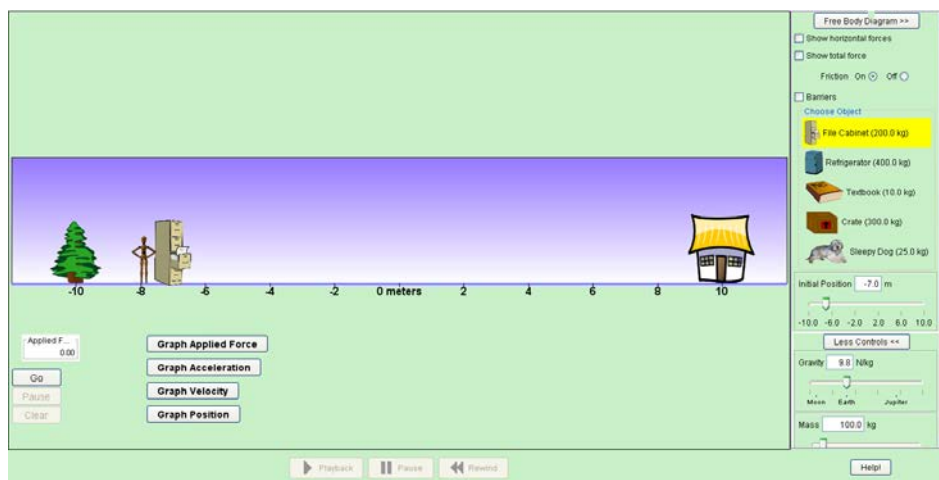 Free Body Diagram >>
Show horizontal forces
Show total force
Friction On Off
Barriers
Choose Object
File Cabinet (200.0 kg)
Refrigerator (400.0 kg)
Textbook (10.0 kg)
Crate (300.0 kg)
Sleepy Dog (25.0 kg)
Initial Position -7.0 m
-10.0 -6.0 -2.0 2.0 6.0 10.0
Less Controls <<
Gravity 9.8 N/kg
Moon Earth Jupiter
Mass 100.0 kg
-10 -8 -6 -4 -2 0 meters 2 4 6 8 10
Applied F...
0.00
Go
Pause
Clear
Graph Applied Force
Graph Acceleration
Graph Velocity
Graph Position
Playback Pause Rewind
Help!